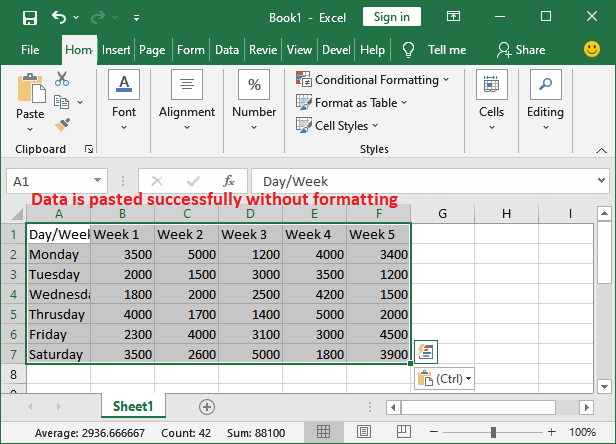 Book1 - Excel
Sign in
File Hom Insert Page Form Data Revie View Devel Help Tell me Share
Paste
Font
Alignment
%
Number
Conditional Formatting
Format as Table
Cell Styles
Cells
Editing
Clipboard
Styles
A1
fx
Day/Week
Data is pasted successfully without formatting
A B C D E F G H I
1 Day/Week Week 1 Week 2 Week 3 Week 4 Week 5
2 Monday 3500 5000 1200 4000 3400
3 Tuesday 2000 1500 3000 3500 1200
4 Wednesda 1800 2000 2500 4200 1500
5 Thrusday 4000 1700 1400 5000 2000
6 Friday 2300 4000 3100 3000 4500
7 Saturday 3500 2600 5000 1800 3900
8
(Ctrl)
Sheet1
Average: 2936.666667 Count: 42 Sum: 88100
100%